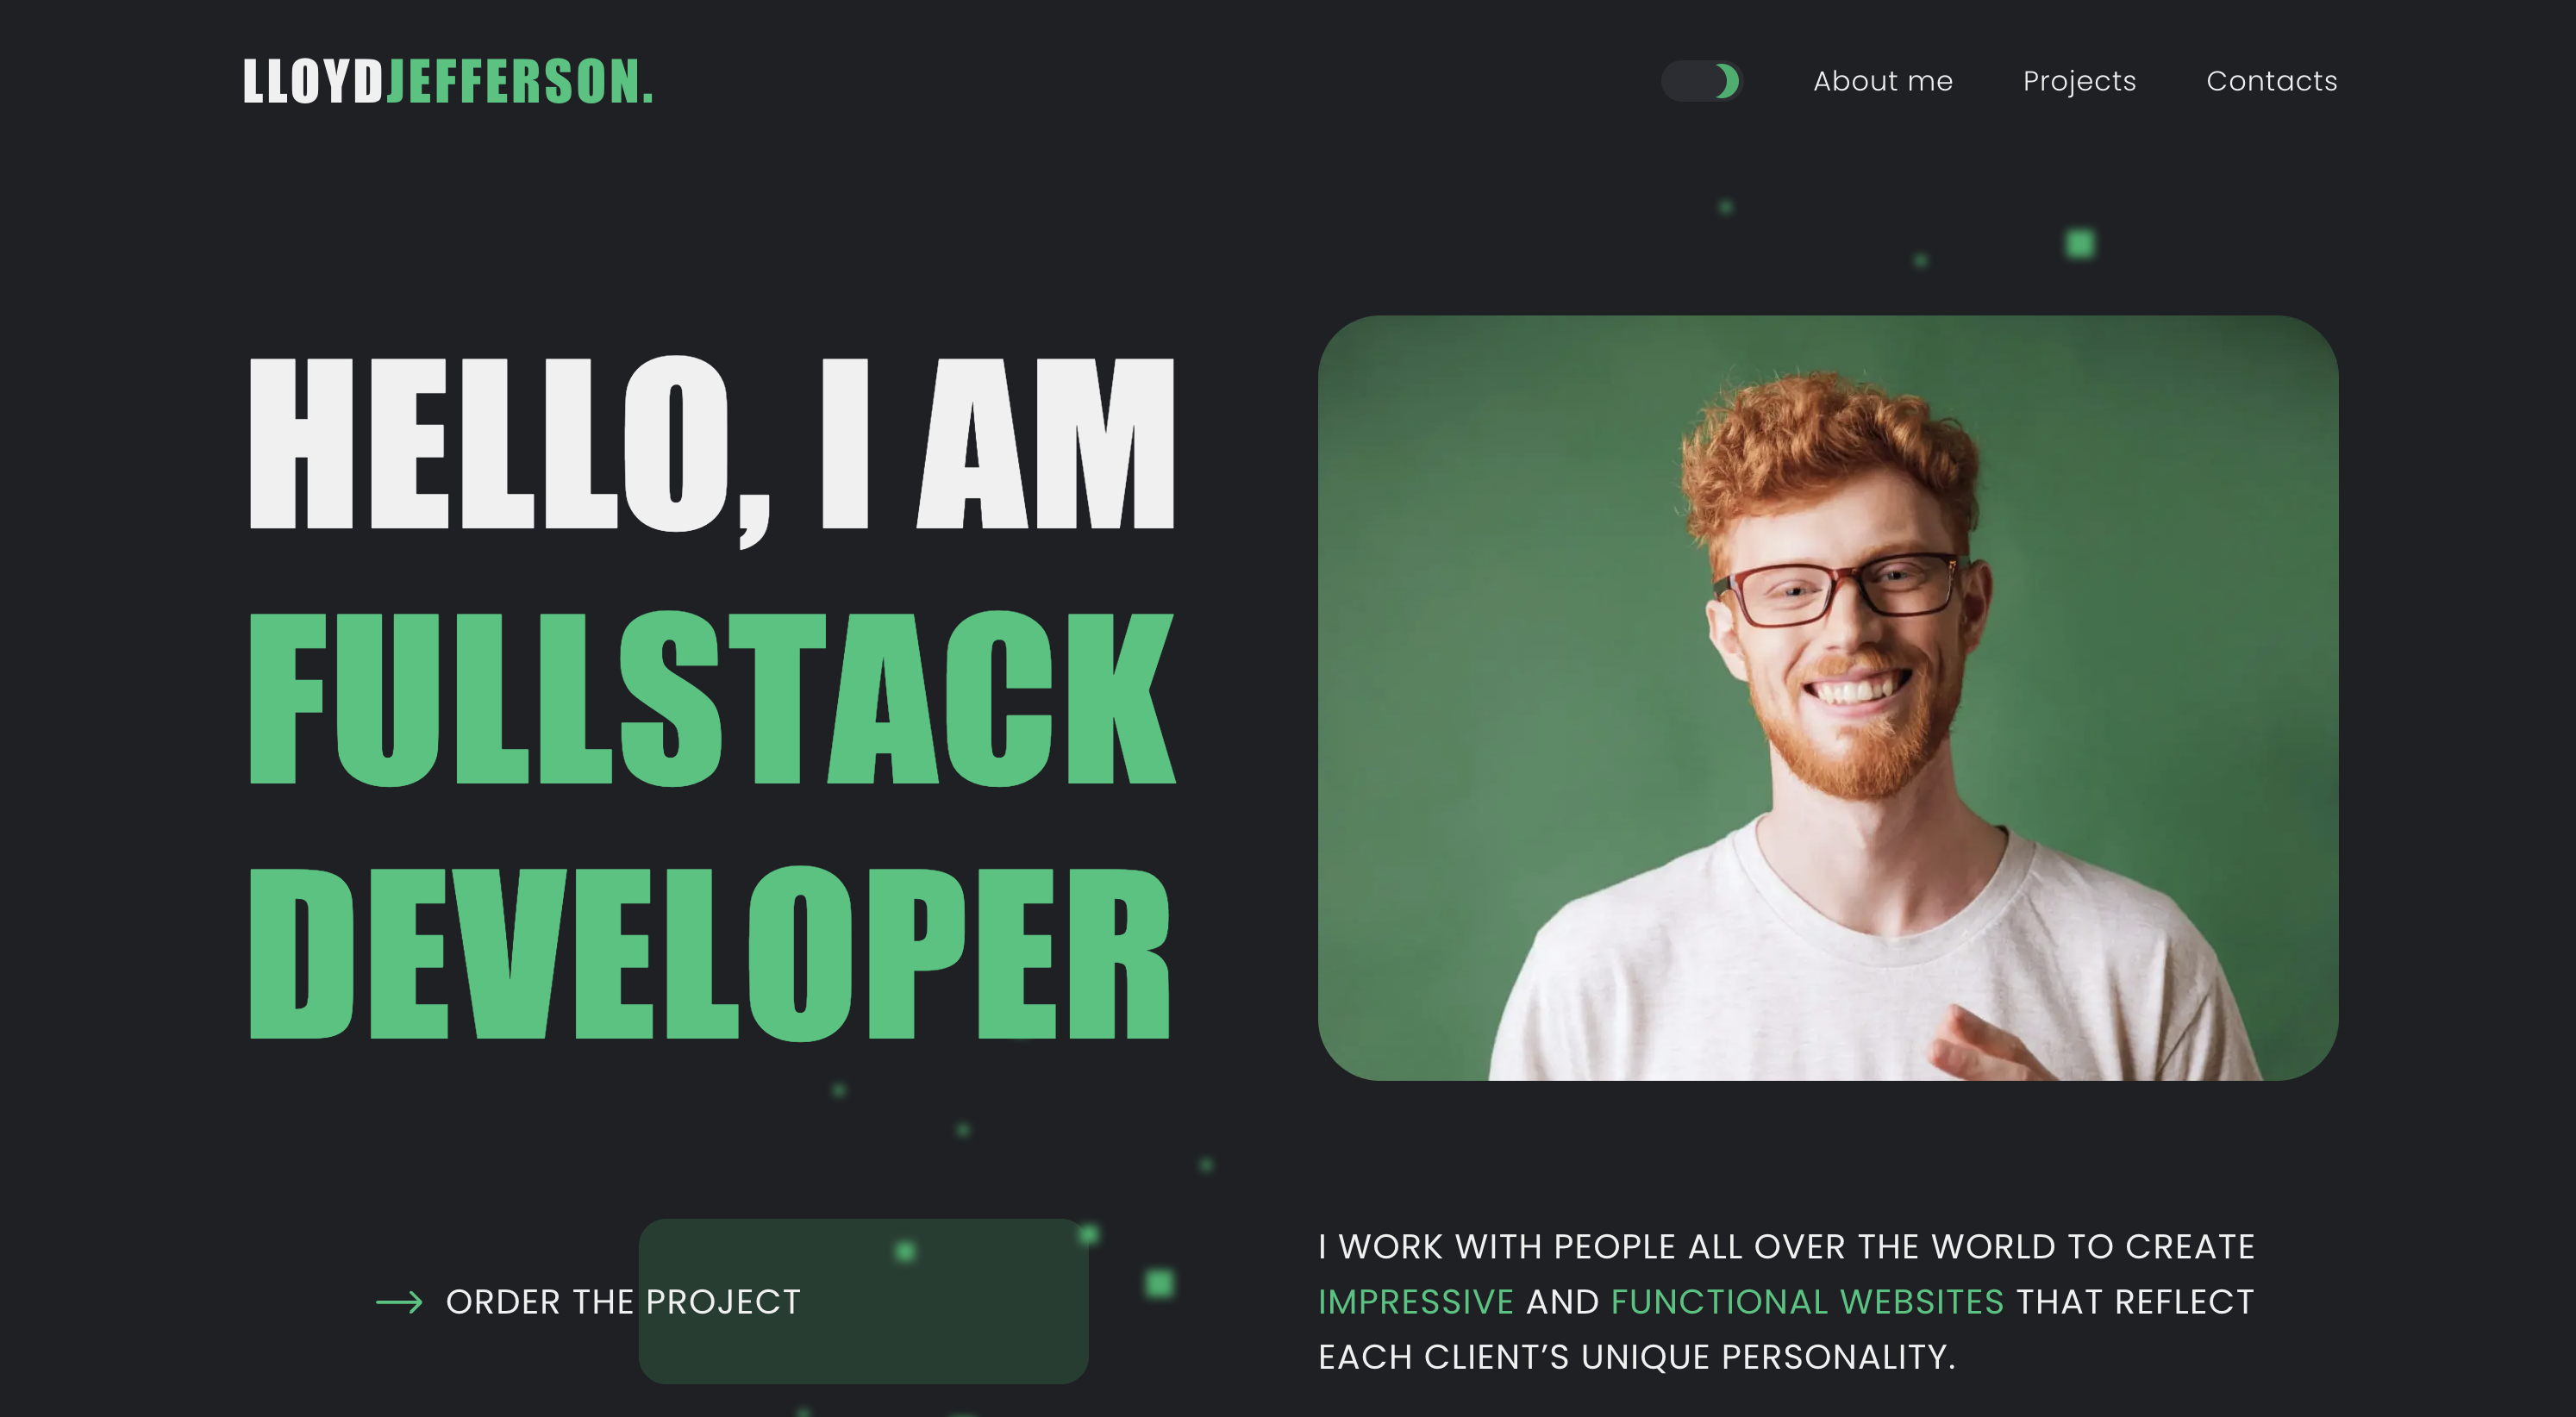 LLOYDJEFFERSON.
About me
Projects
Contacts
HELLO, I AM
FULLSTACK
DEVELOPER
ORDER THE PROJECT
I WORK WITH PEOPLE ALL OVER THE WORLD TO CREATE
IMPRESSIVE AND FUNCTIONAL WEBSITES THAT REFLECT
EACH CLIENT’S UNIQUE PERSONALITY.